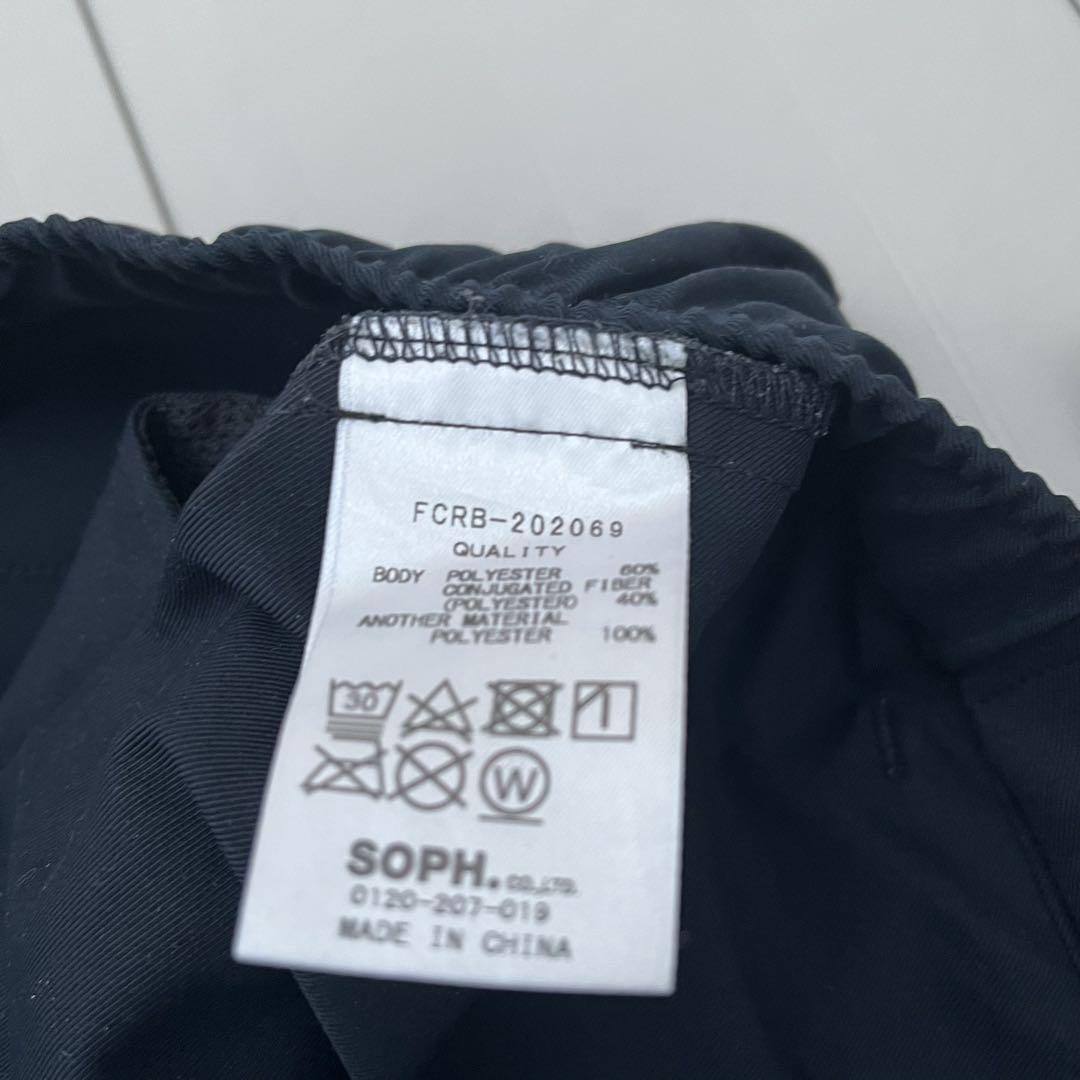 FCRB-202069
QUALITY
BODY POLYESTER 60%
CONJUGATED FIBER
(POLYESTER) 40%
ANOTHER MATERIAL
POLYESTER 100%
30
W
SOPH. CO.,LTD.
0120-207-019
MADE IN CHINA